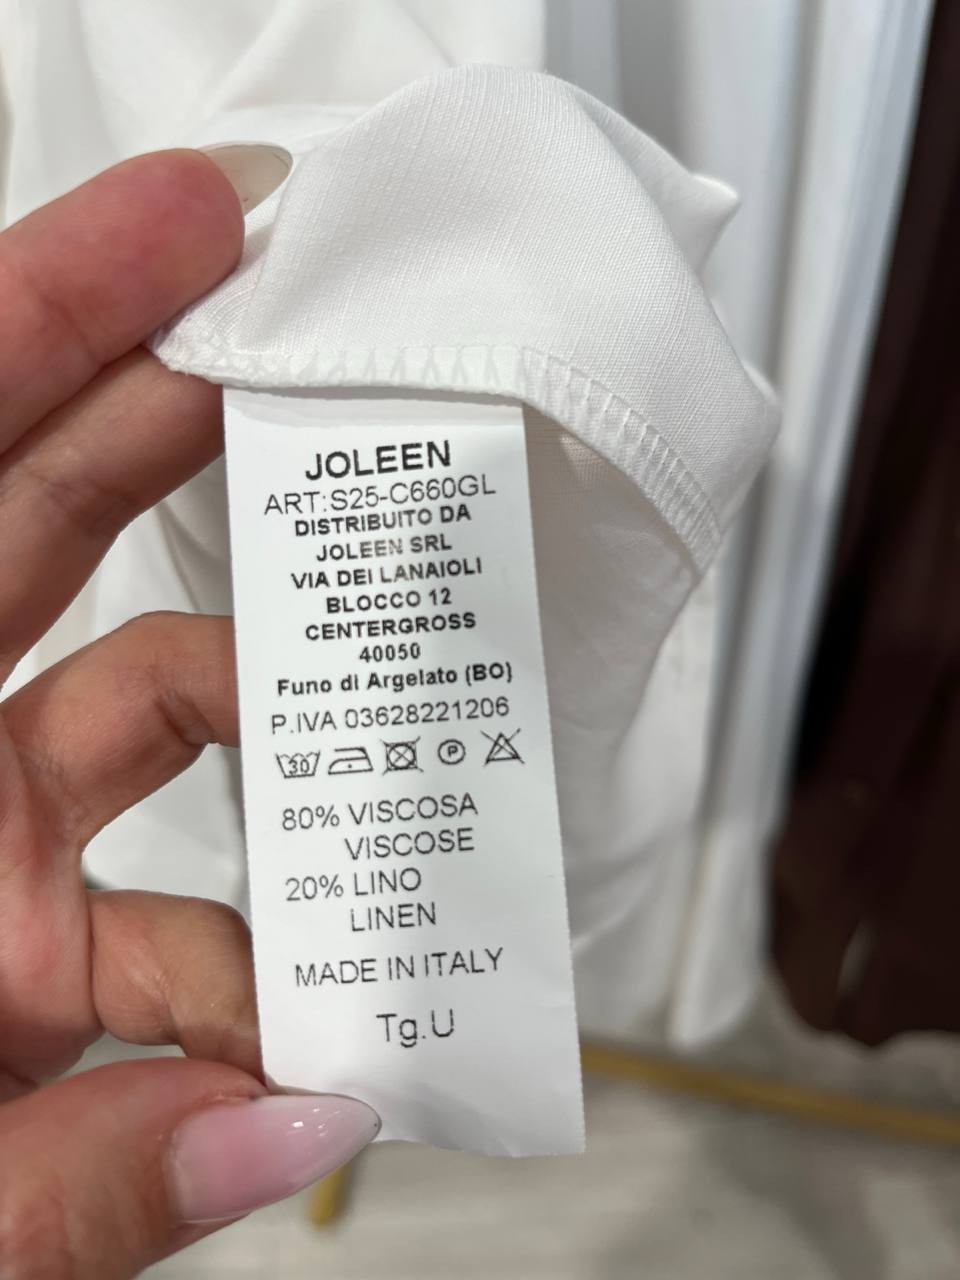 JOLEEN
ART:S25-C660GL
DISTRIBUITO DA
JOLEEN SRL
VIA DEI LANAIOLI
BLOCCO 12
CENTERGROSS
40050
Funo di Argelato (BO)
P.IVA 03628221206
30 P
80% VISCOSA
VISCOSE
20% LINO
LINEN
MADE IN ITALY
Tg.U